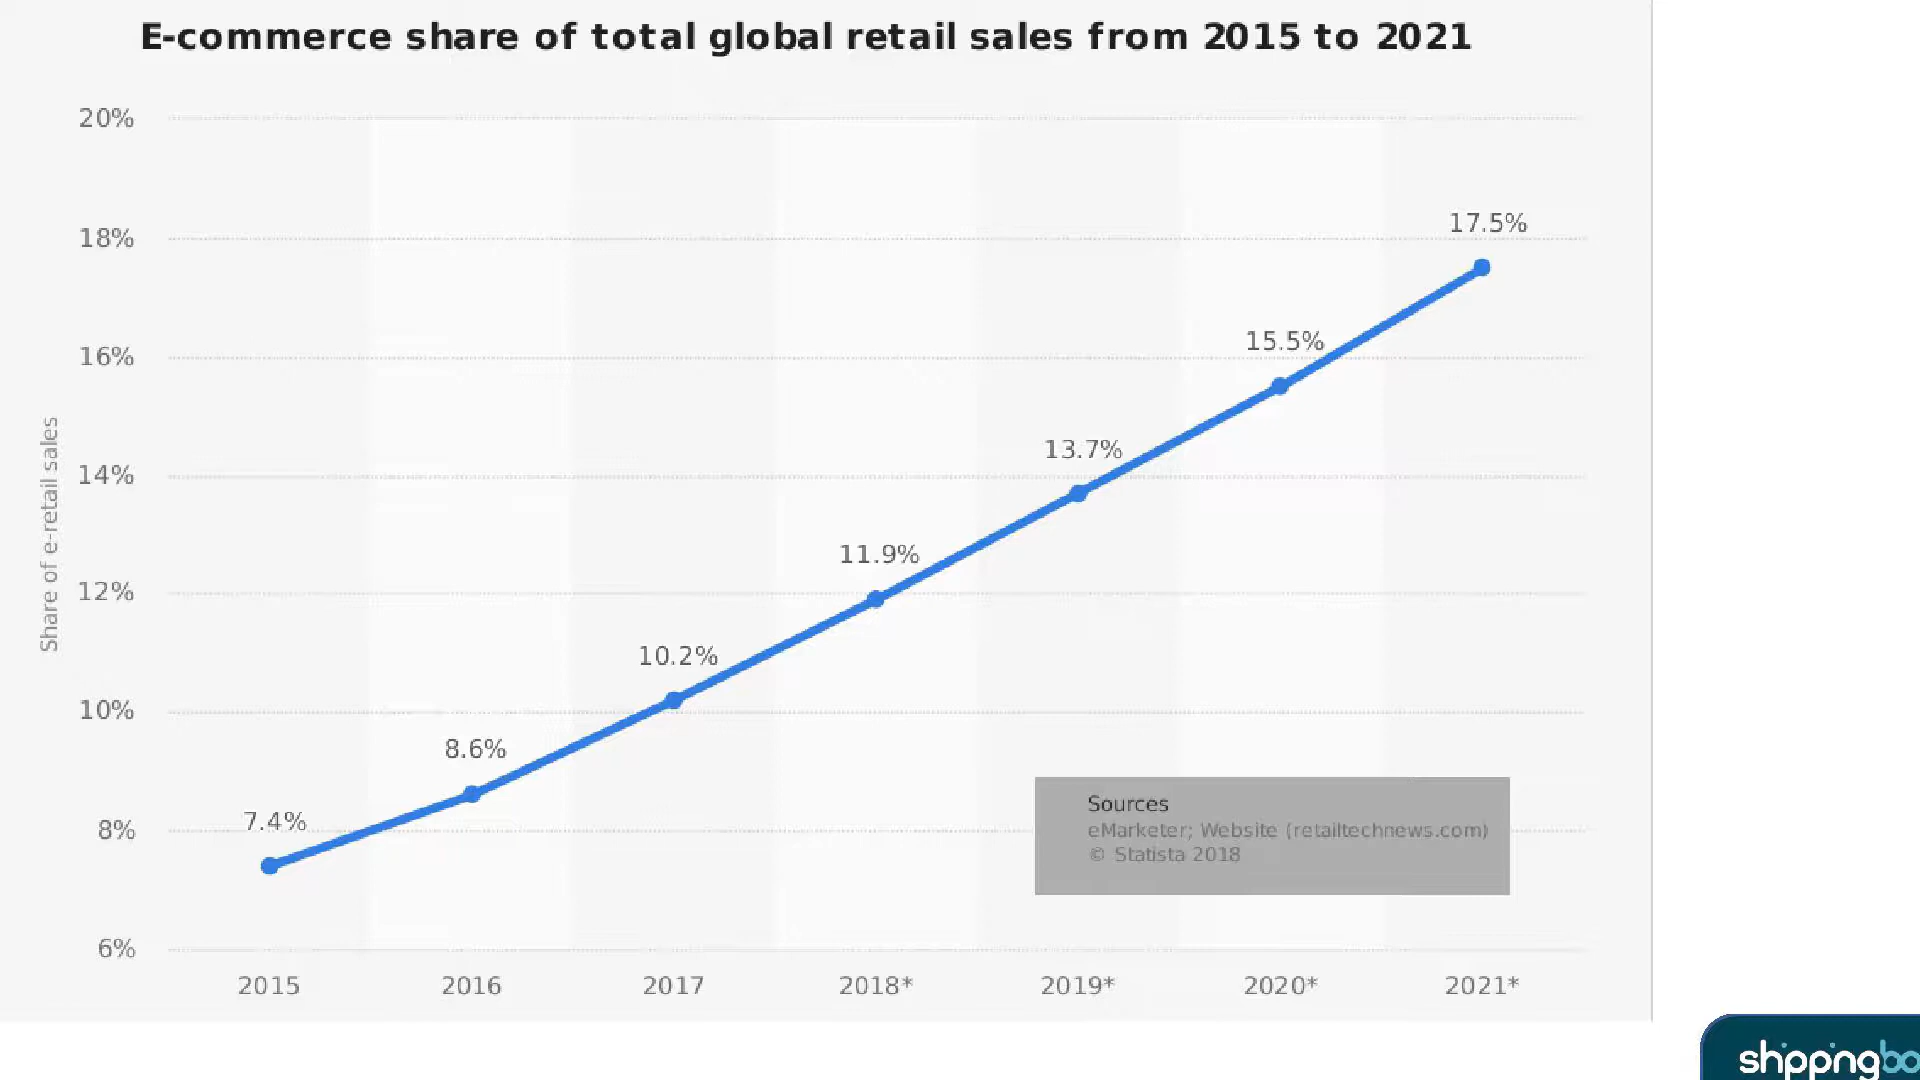 E-commerce share of total global retail sales from 2015 to 2021
20%
18%
16%
14%
12%
10%
8%
6%
Share of e-retail sales
7.4%
8.6%
10.2%
11.9%
13.7%
15.5%
17.5%
Sources
eMarketer; Website (retailtechnews.com)
© Statista 2018
2015 2016 2017 2018* 2019* 2020* 2021*
shippingbo